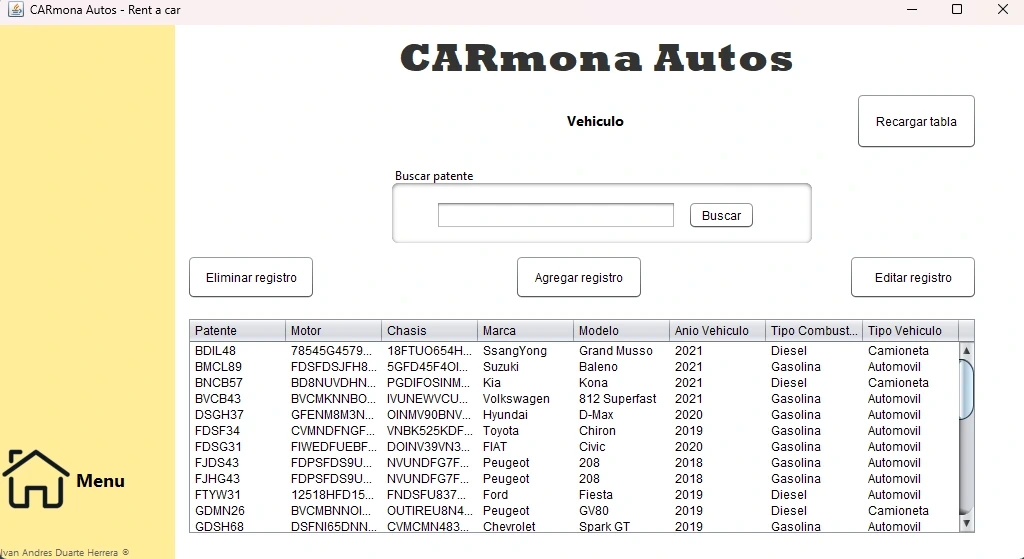 CARmona Autos - Rent a car
CARmona Autos
Vehiculo
Recargar tabla
Buscar patente
Buscar
Eliminar registro
Agregar registro
Editar registro
Patente Motor Chasis Marca Modelo Anio Vehiculo Tipo Combust... Tipo Vehiculo
BDIL48 78545G4579... 18FTUO654H... SsangYong Grand Musso 2021 Diesel Camioneta
BMCL89 FDSFDSJFH8... 5GFD45F4OI... Suzuki Baleno 2021 Gasolina Automovil
BNCB57 BD8NUVDHN... PGDIFOSINM... Kia Kona 2021 Diesel Camioneta
BVCB43 BVCMKNNBO... IVUNEWVCU... Volkswagen 812 Superfast 2021 Gasolina Automovil
DSGH37 GFENM8M3N... OINMV90BNV... Hyundai D-Max 2020 Gasolina Automovil
FDSF34 CVMNDFNGF... VNBK525KDF... Toyota Chiron 2019 Gasolina Automovil
FDSG31 FIWEDFUEBF... DOINV39VN3... FIAT Civic 2020 Gasolina Automovil
FJDS43 FDPSFDS9U... NVUNDFG7F... Peugeot 208 2018 Gasolina Automovil
FJHG43 FDPSFDS9U... NVUNDFG7F... Peugeot 208 2018 Gasolina Automovil
FTYW31 12518HFD15... FNDSFU837... Ford Fiesta 2019 Diesel Automovil
GDMN26 BVCMBNNOI... OUTIREU8N4... Peugeot GV80 2019 Diesel Camioneta
GDSH68 DSFNI65DNN... CVMCMN483... Chevrolet Spark GT 2019 Gasolina Automovil
Menu
Ivan Andres Duarte Herrera ®